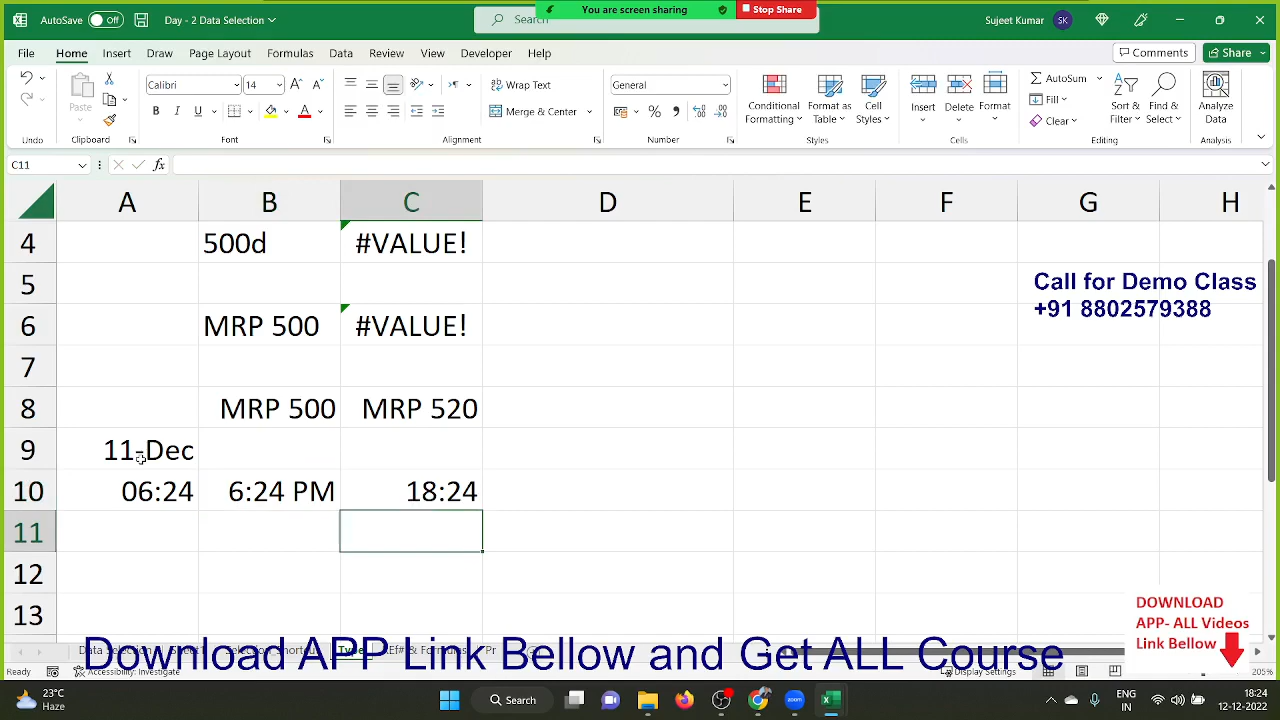 AutoSave Off Day - 2 Data Selection Search Sujeet Kumar SK
You are screen sharing Stop Share
File Home Insert Draw Page Layout Formulas Data Review View Developer Help Comments Share
Paste Calibri 14 Wrap Text General Conditional Formatting Format as Table Cell Styles Insert Delete Format AutoSum Fill Clear Sort & Filter Find & Select Analyze Data
Merge & Center
Undo Clipboard Font Alignment Number Styles Cells Editing Analysis
C11
A B C D E F G H
4 500d #VALUE!
5
Call for Demo Class
+91 8802579388
6 MRP 500 #VALUE!
7
8 MRP 500 MRP 520
9 11-Dec
10 06:24 6:24 PM 18:24
11
12
13
DOWNLOAD
APP- ALL Videos
Link Bellow
Download APP Link Bellow and Get ALL Course
Ready Accessibility: Investigate Display Settings 205%
23°C
Haze
Search
ENG
IN
18:24
12-12-2022